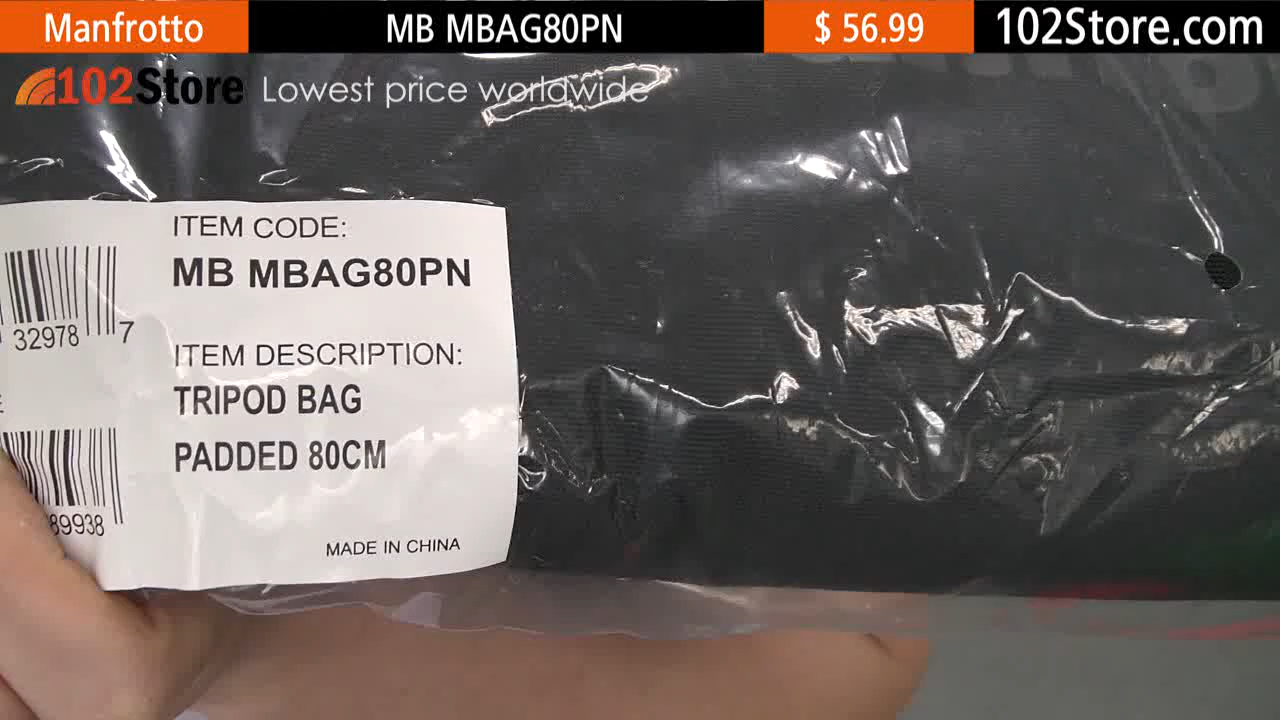 Manfrotto MB MBAG80PN $ 56.99 102Store.com
102Store Lowest price worldwide
ITEM CODE:
MB MBAG80PN
32978 7
ITEM DESCRIPTION:
TRIPOD BAG
PADDED 80CM
89938
MADE IN CHINA